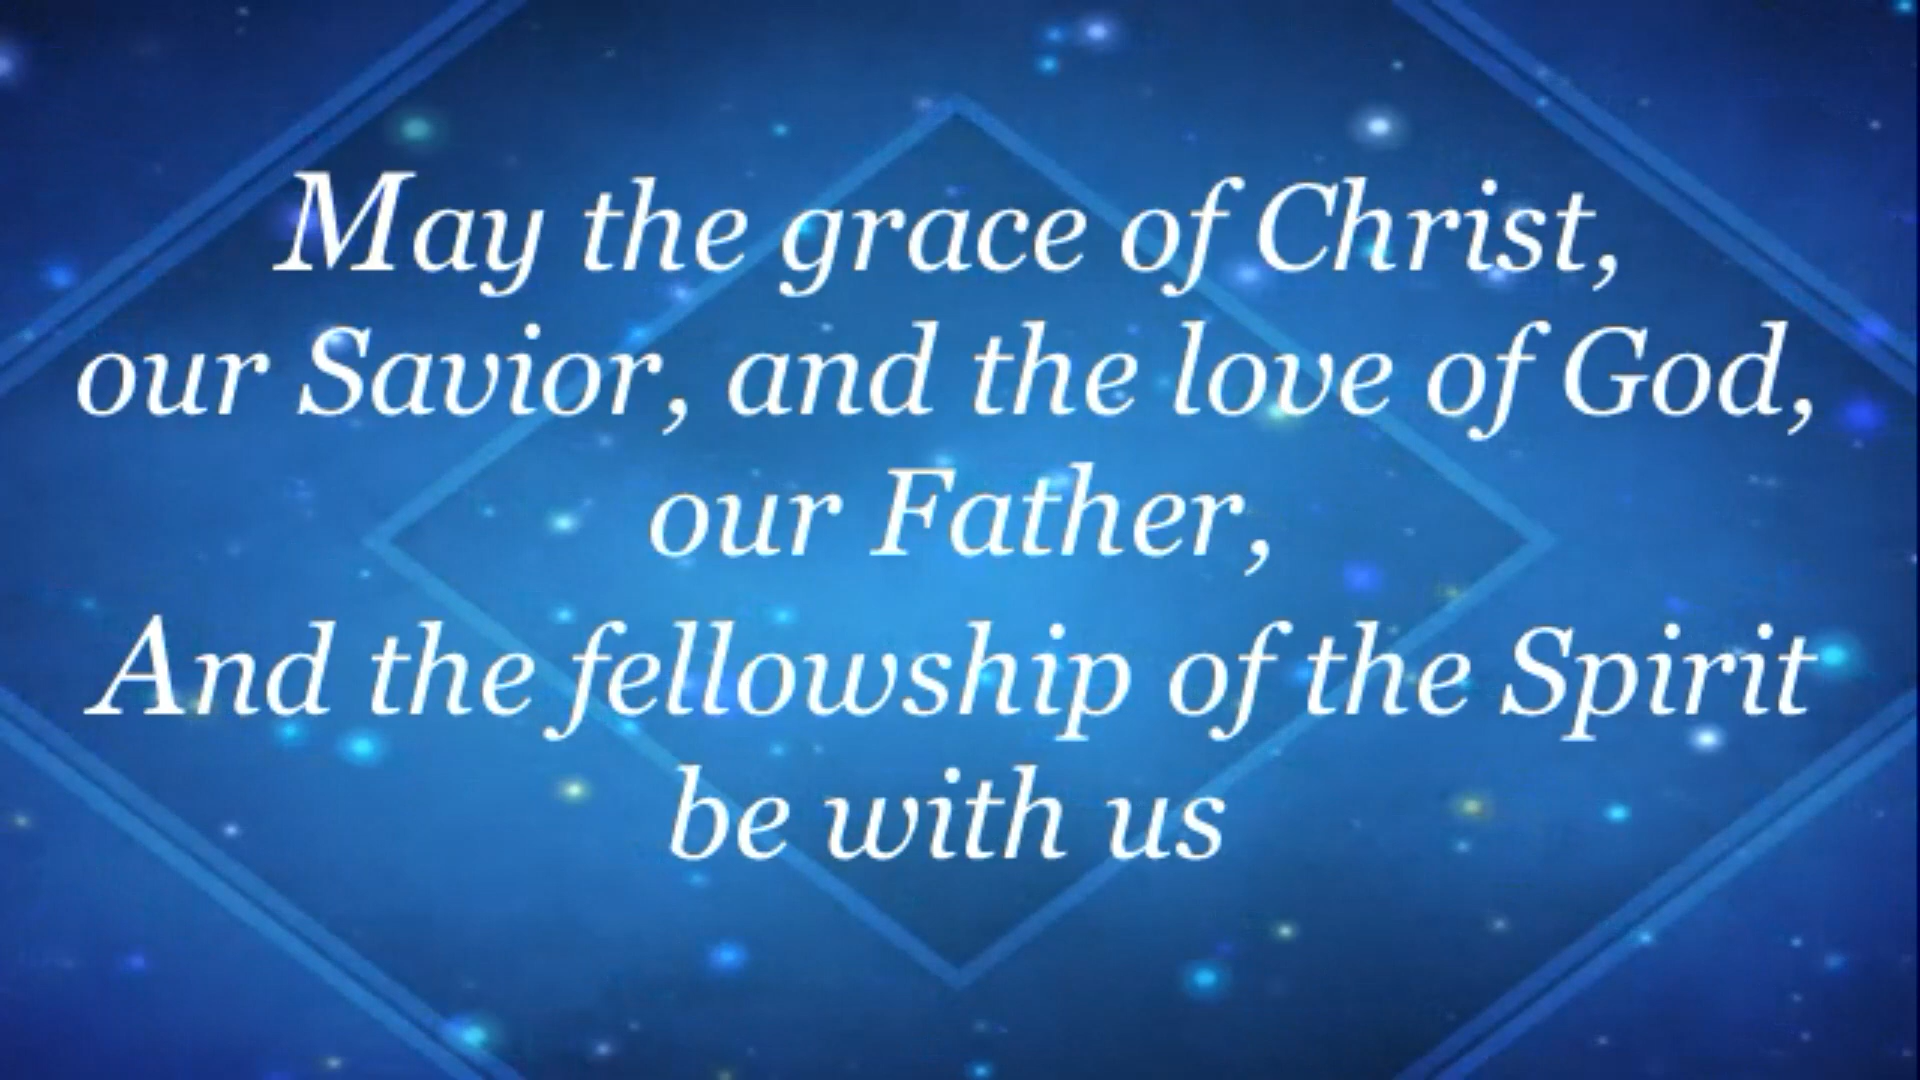 May the grace of Christ,
our Savior, and the love of God,
our Father,
And the fellowship of the Spirit
be with us